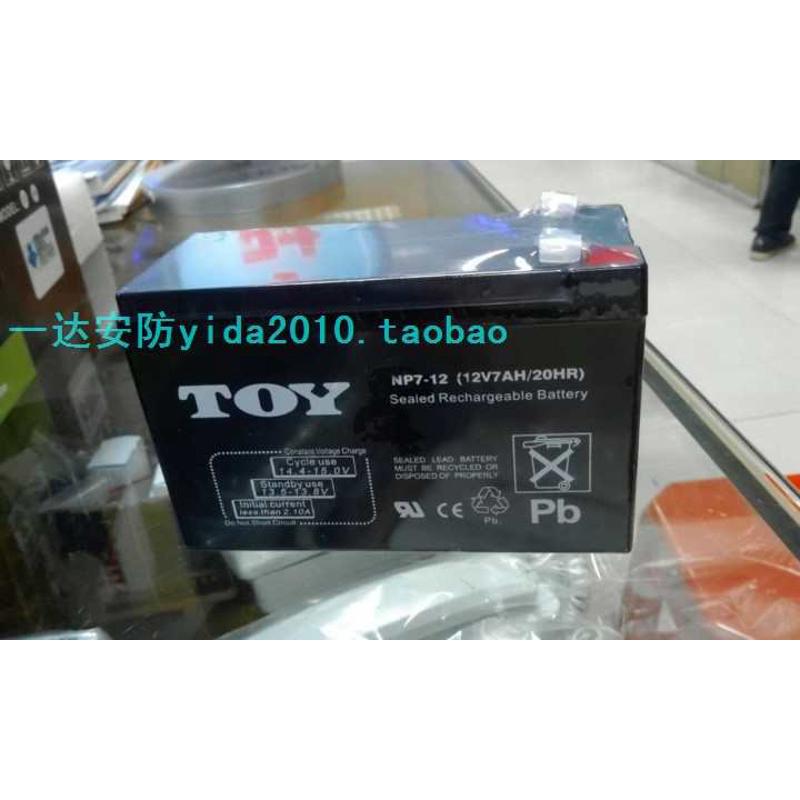 MODEL:
一达安防yida2010.taobao
TOY
NP7-12 (12V7AH/20HR)
Sealed Rechargeable Battery
Constant Voltage Charge
Cycle use
14.4-15.0V
Standby use
13.5-13.8V
Initial current
less than 2.10A
Do Not Short Circuit
SEALED LEAD BATTERY
MUST BE RECYCLED OR
DISPOSED OF PROPERLY
CE
Pb.
Pb